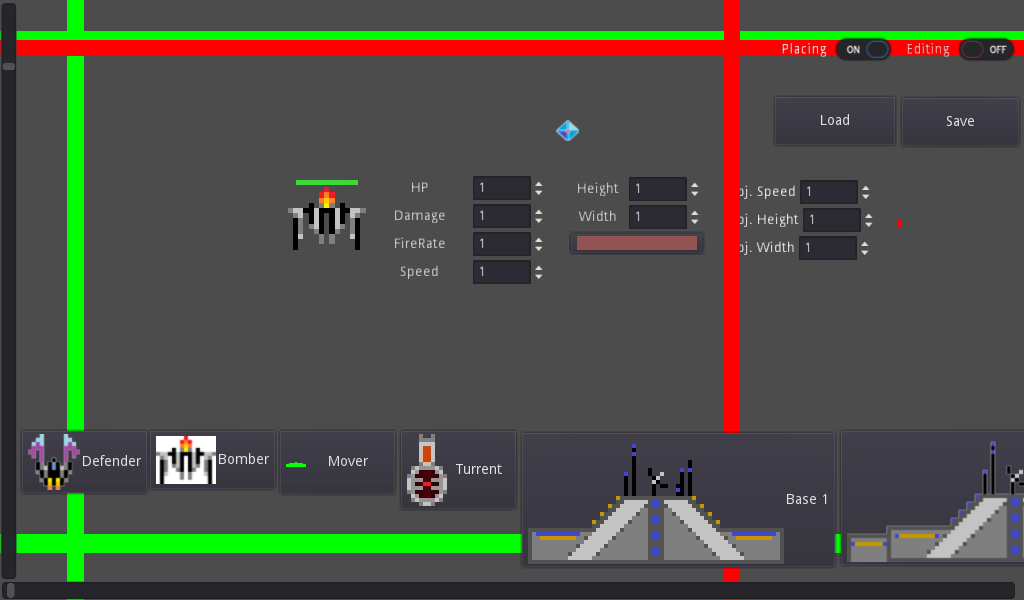 Placing ON Editing OFF
Load Save
HP 1 Height 1 oj. Speed 1
Damage 1 Width 1 oj. Height 1
FireRate 1 oj. Width 1
Speed 1
Defender Bomber Mover Turrent Base 1